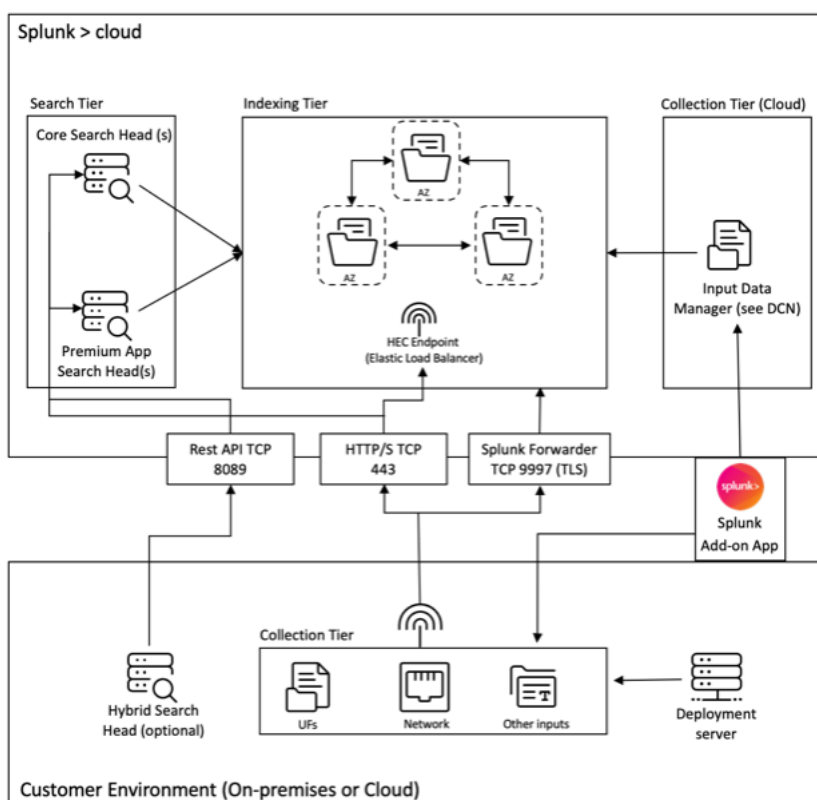 Splunk > cloud
Search Tier
Indexing Tier
Collection Tier (Cloud)
Core Search Head (s)
AZ
AZ
AZ
Input Data
Manager (see DCN)
HEC Endpoint
(Elastic Load Balancer)
Premium App
Search Head(s)
Rest API TCP
8089
HTTP/S TCP
443
Splunk Forwarder
TCP 9997 (TLS)
splunk>
Splunk
Add-on App
Collection Tier
Hybrid Search
Head (optional)
UFs
Network
T
Other inputs
Deployment
server
Customer Environment (On-premises or Cloud)